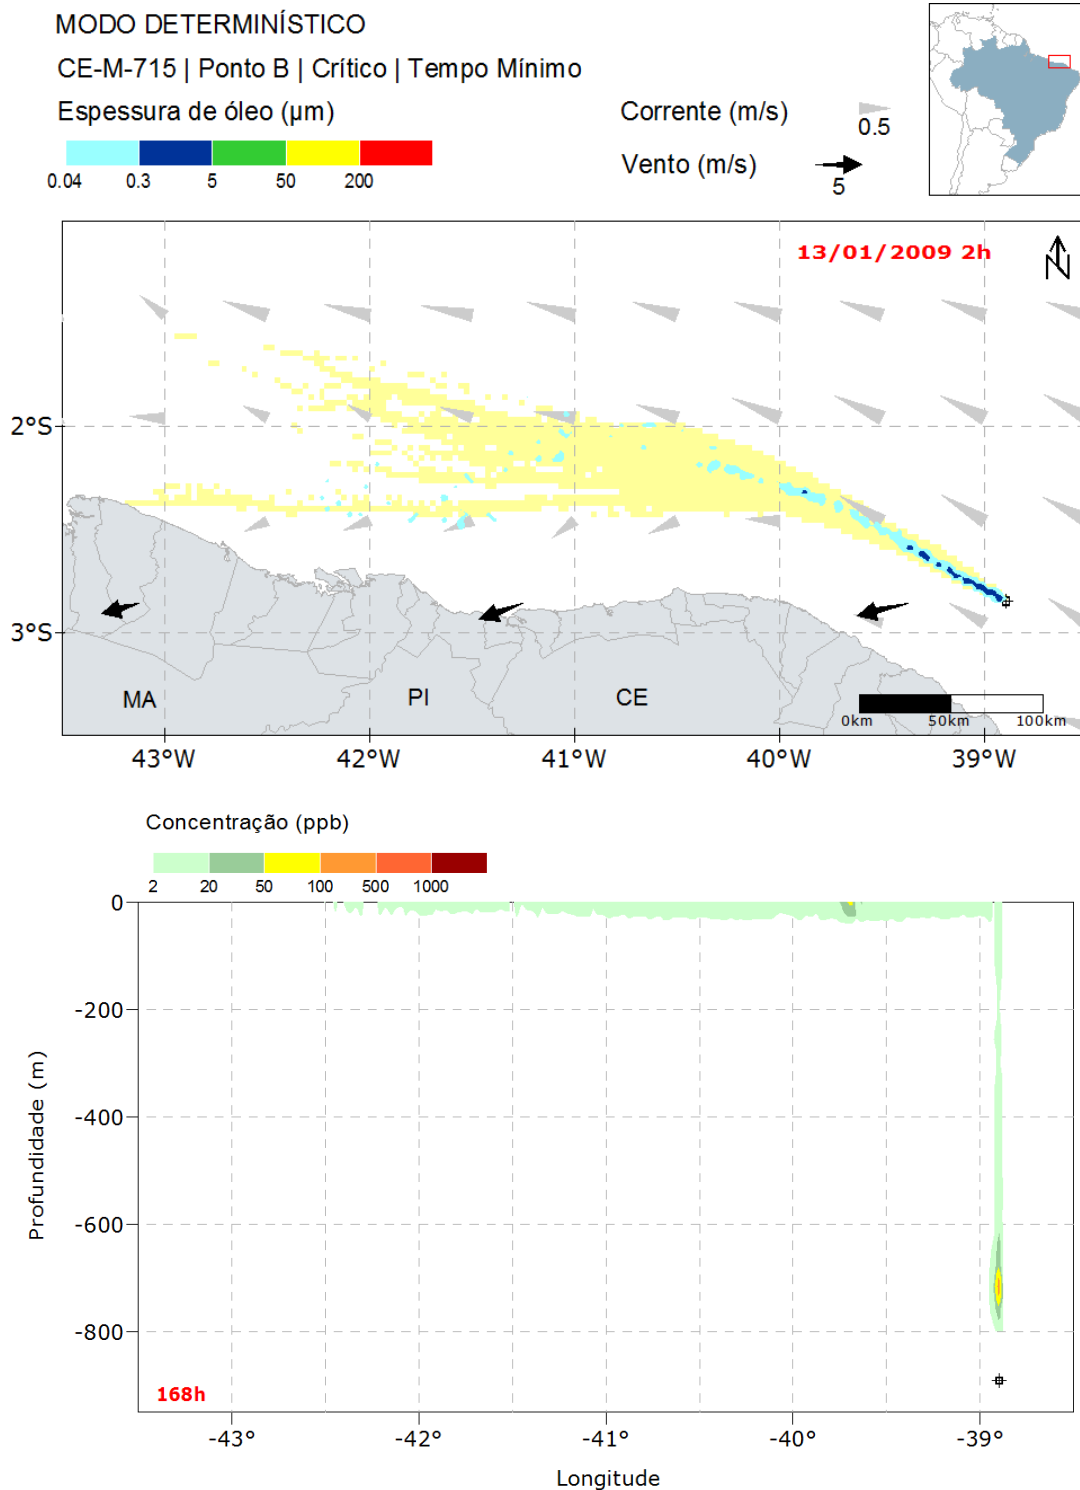 MODO DETERMINÍSTICO
CE-M-715 | Ponto B | Crítico | Tempo Mínimo
Espessura de óleo (µm)
0.04 0.3 5 50 200
Corrente (m/s)
0.5
Vento (m/s)
5
13/01/2009 2h
N
2°S
3°S
MA PI CE
0km 50km 100km
43°W 42°W 41°W 40°W 39°W
Concentração (ppb)
2 20 50 100 500 1000
0
-200
-400
-600
-800
Profundidade (m)
168h
-43° -42° -41° -40° -39°
Longitude